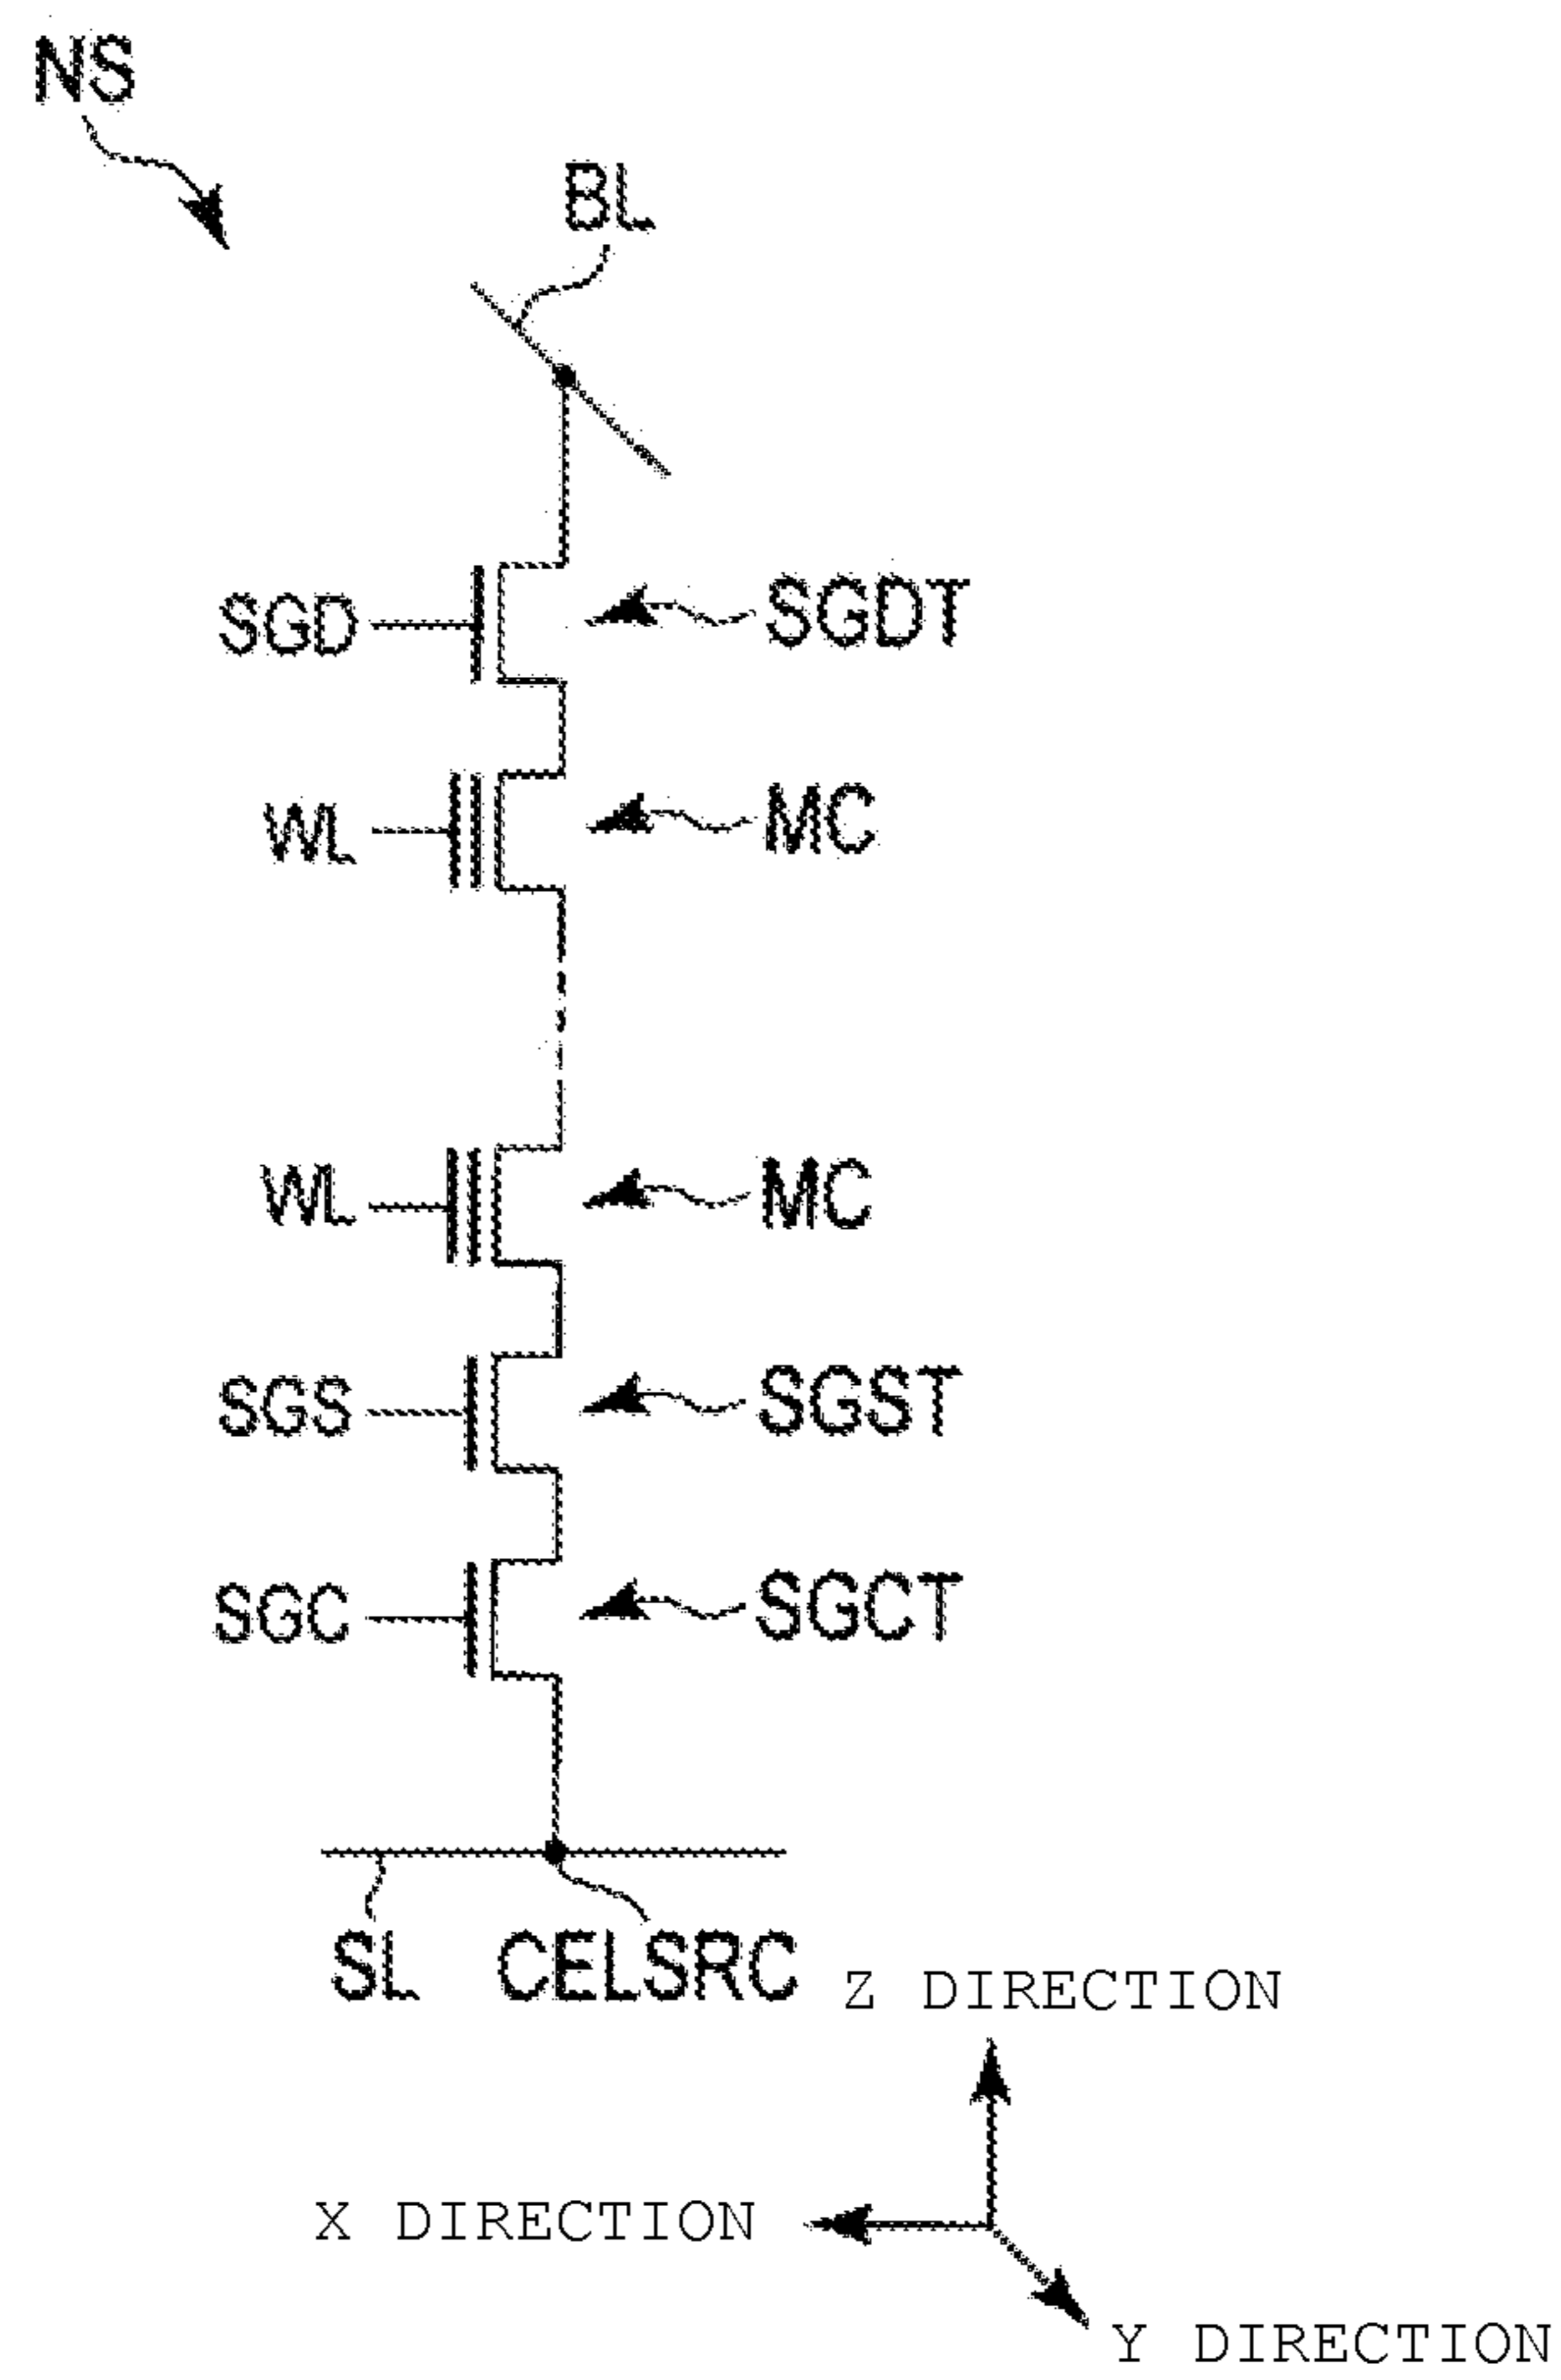 NS
BL
SGD SGDT
WL MC
WL MC
SGS SGST
SGC SGCT
SL CELSRC
Z DIRECTION
X DIRECTION
Y DIRECTION